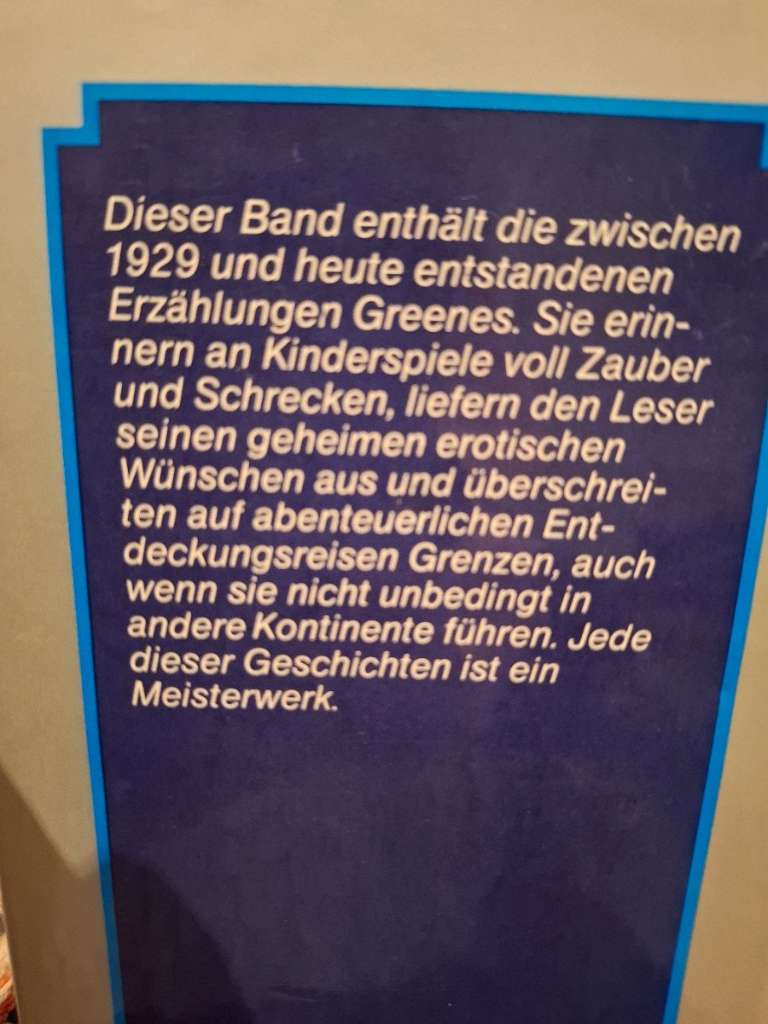 Dieser Band enthält die zwischen
1929 und heute entstandenen
Erzählungen Greenes. Sie erin-
nern an Kinderspiele voll Zauber
und Schrecken, liefern den Leser
seinen geheimen erotischen
Wünschen aus und überschrei-
ten auf abenteuerlichen Ent-
deckungsreisen Grenzen, auch
wenn sie nicht unbedingt in
andere Kontinente führen. Jede
dieser Geschichten ist ein
Meisterwerk.